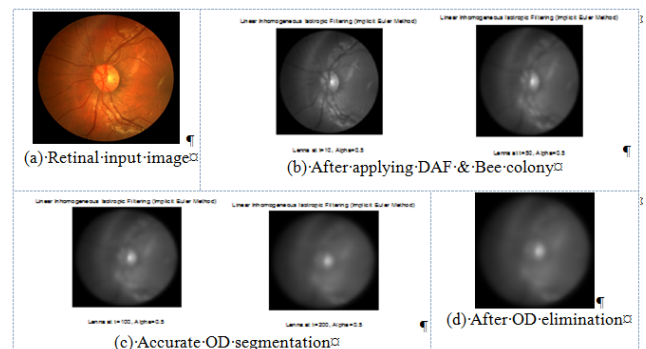 Linear Inhomogeneous Isotropic Filtering (Implicit Euler Method)
Linear Inhomogeneous Isotropic Filtering (Implicit Euler Method)
Lenna at t=10, Alpha=0.5
Lenna at t=50, Alpha=0.5
(a)·Retinal·input·image¤
(b)·After·applying·DAF·&·Bee·colony¤
Linear Inhomogeneous Isotropic Filtering (Implicit Euler Method)
Linear Inhomogeneous Isotropic Filtering (Implicit Euler Method)
Lenna at t=100, Alpha=0.5
Lenna at t=200, Alpha=0.5
(c)·Accurate·OD·segmentation¤
(d)·After·OD·elimination¤